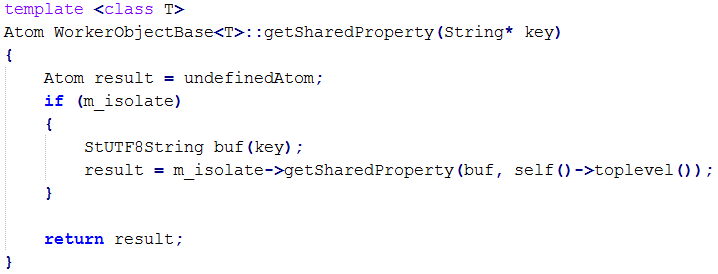 template <class T>
Atom WorkerObjectBase<T>::getSharedProperty(String* key)
{
    Atom result = undefinedAtom;
    if (m_isolate)
    {
        StUTF8String buf(key);
        result = m_isolate->getSharedProperty(buf, self()->toplevel());
    }

    return result;
}